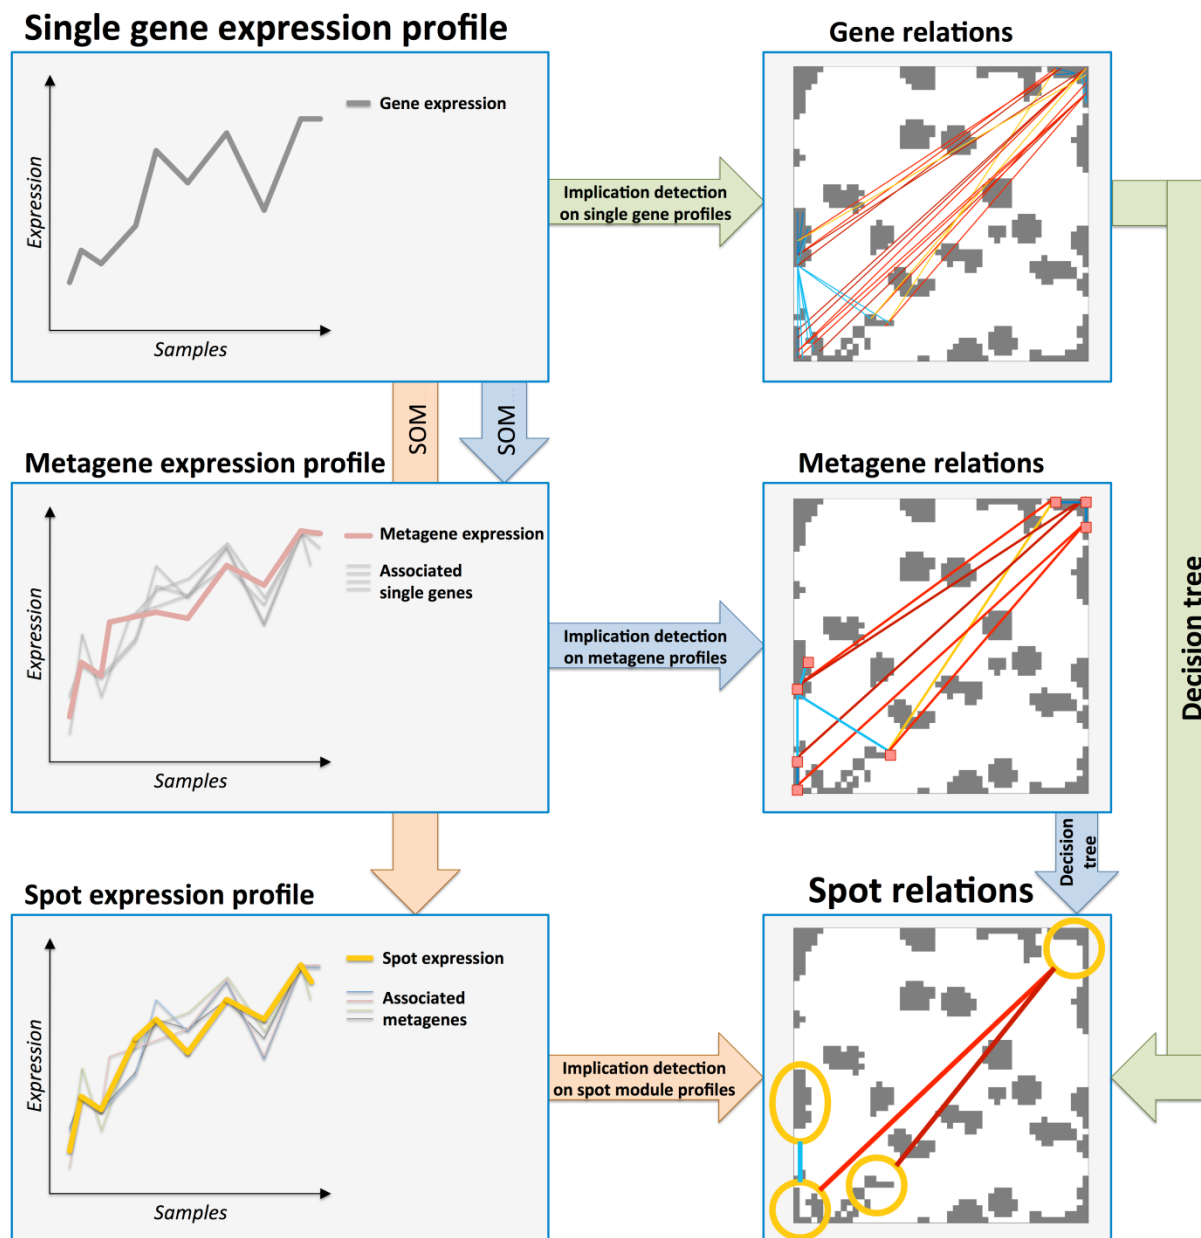 Single gene expression profile
Gene relations
Gene expression
Expression
Samples
Implication detection
on single gene profiles
SOM
SOM
Metagene expression profile
Metagene relations
Metagene expression
Associated
single genes
Expression
Samples
Implication detection
on metagene profiles
Decision tree
Decision
tree
Spot expression profile
Spot relations
Spot expression
Associated
metagenes
Expression
Samples
Implication detection
on spot module profiles